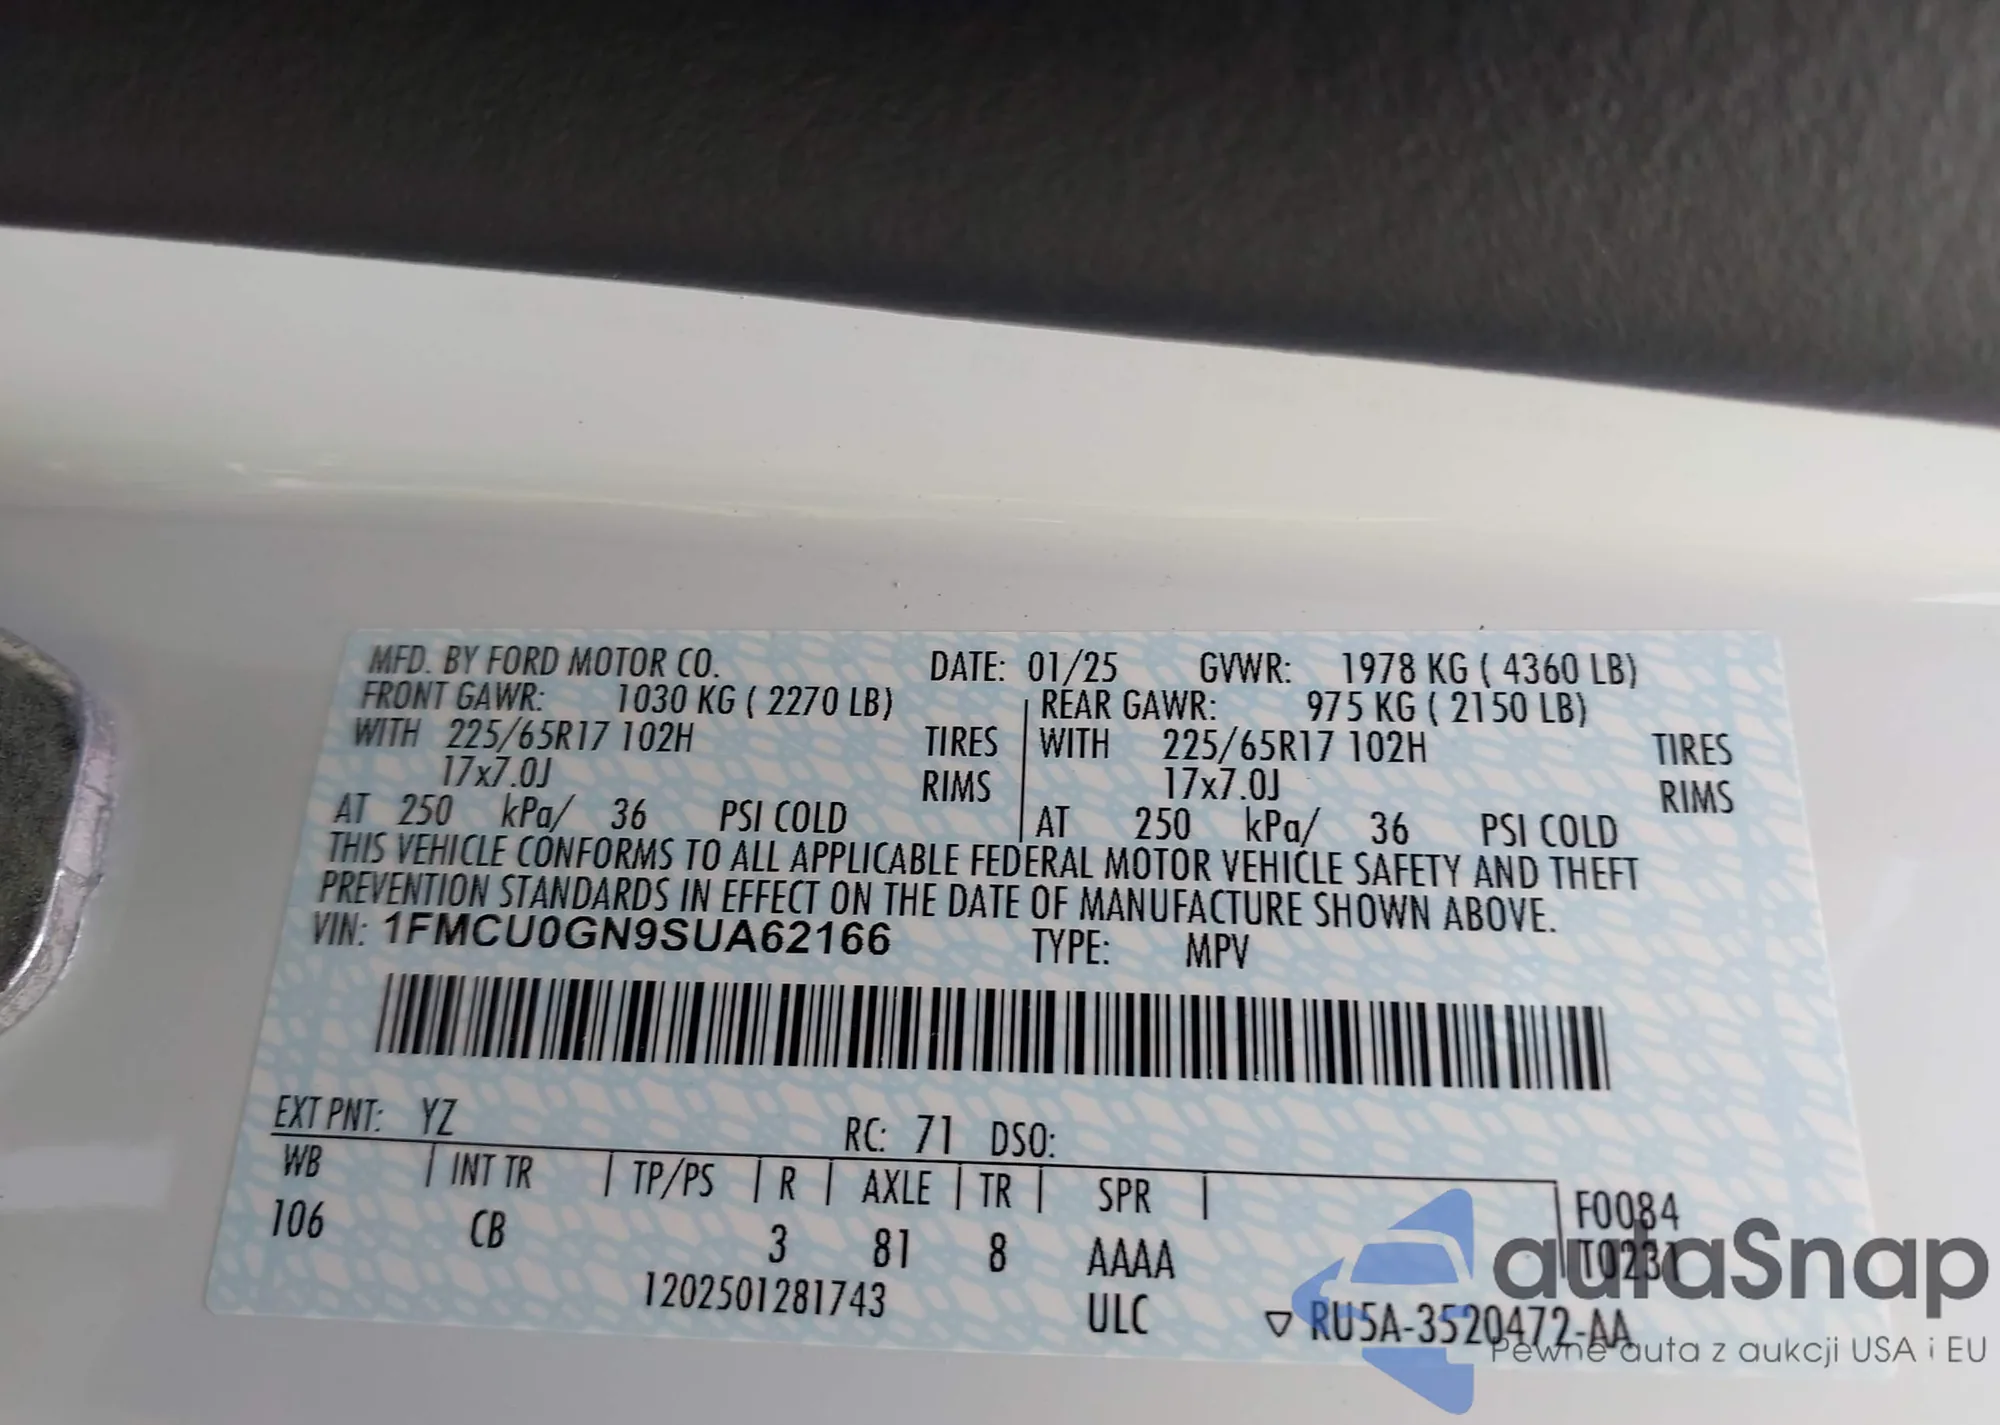 MFD. BY FORD MOTOR CO. DATE: 01/25 GVWR: 1978 KG ( 4360 LB)
FRONT GAWR: 1030 KG ( 2270 LB) REAR GAWR: 975 KG ( 2150 LB)
WITH 225/65R17 102H TIRES WITH 225/65R17 102H TIRES
17x7.0J RIMS 17x7.0J RIMS
AT 250 kPa/ 36 PSI COLD AT 250 kPa/ 36 PSI COLD
THIS VEHICLE CONFORMS TO ALL APPLICABLE FEDERAL MOTOR VEHICLE SAFETY AND THEFT
PREVENTION STANDARDS IN EFFECT ON THE DATE OF MANUFACTURE SHOWN ABOVE.
VIN: 1FMCU0GN9SUA62166 TYPE: MPV
EXT PNT: YZ RC: 71 DSO:
WB INT TR TP/PS R AXLE TR SPR F0084
106 CB 3 81 8 AAAA T0231
1202501281743 ULC ▽ RU5A-3520472-AA
autaSnap
Pewne auta z aukcji USA i EU